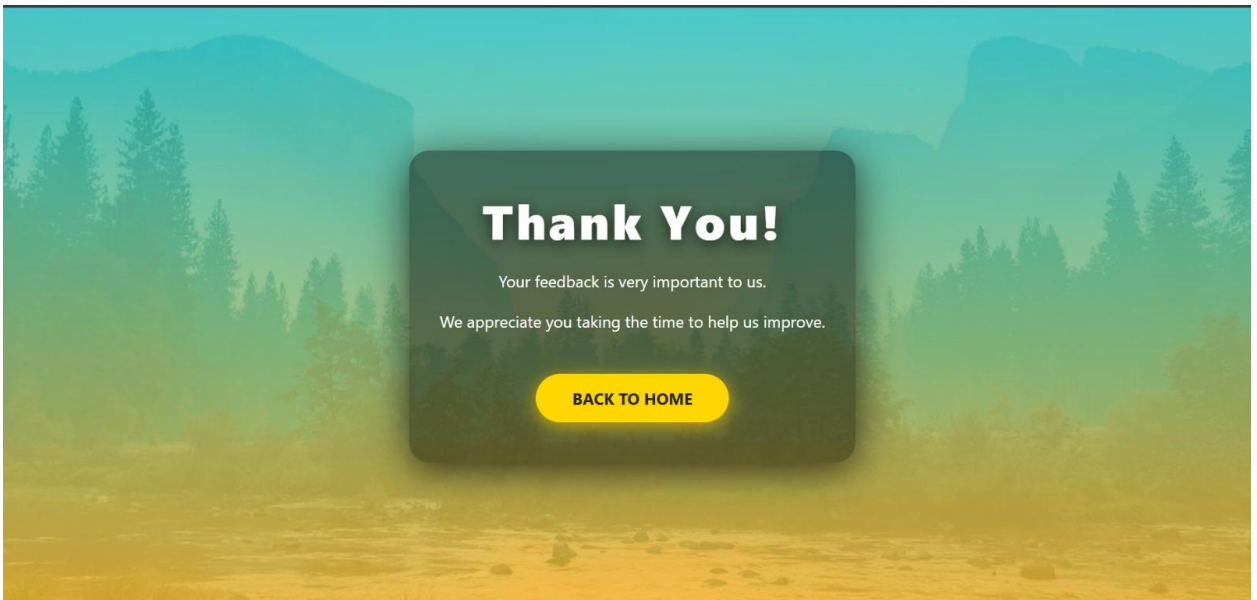 Thank You!
Your feedback is very important to us.
We appreciate you taking the time to help us improve.
BACK TO HOME